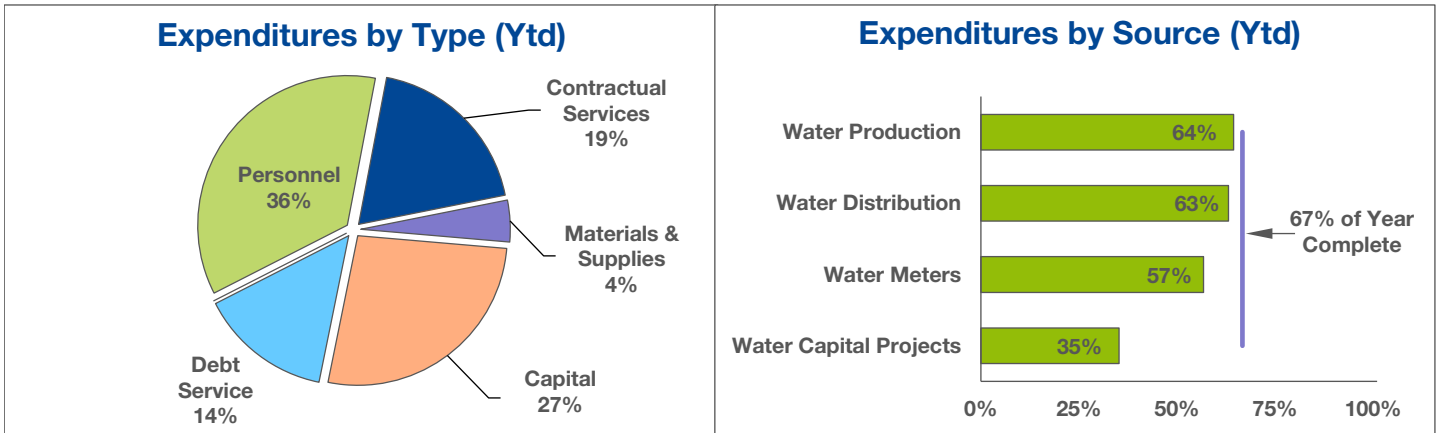 Expenditures by Type (Ytd)
Contractual
Services
19%
Personnel
36%
Materials &
Supplies
4%
Debt
Service
14%
Capital
27%
Expenditures by Source (Ytd)
Water Production
64%
Water Distribution
63%
67% of Year
Complete
Water Meters
57%
Water Capital Projects
35%
0% 25% 50% 75% 100%